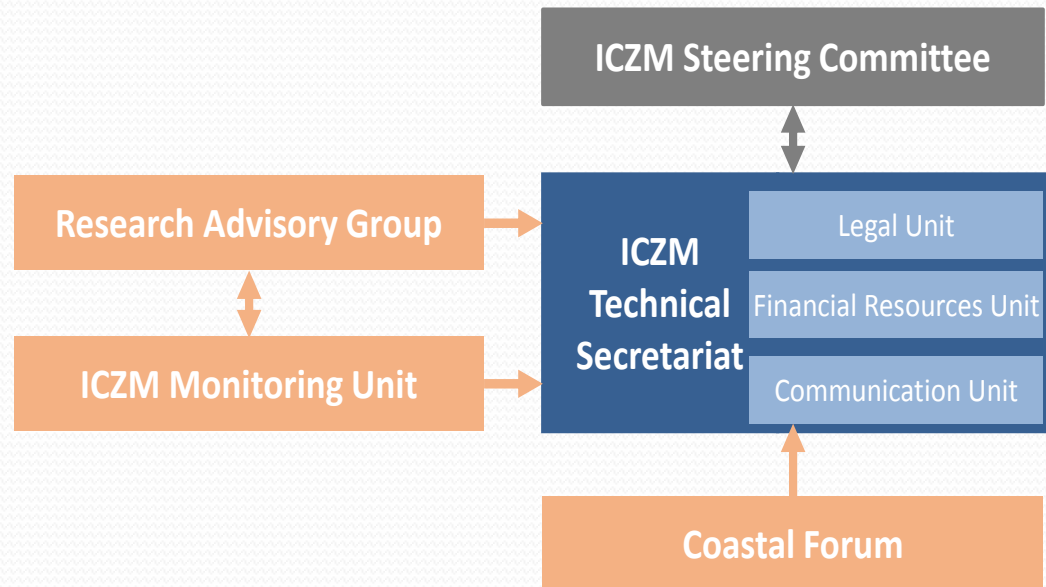 ICZM Steering Committee
Research Advisory Group
ICZM Monitoring Unit
ICZM
Technical
Secretariat
Legal Unit
Financial Resources Unit
Communication Unit
Coastal Forum